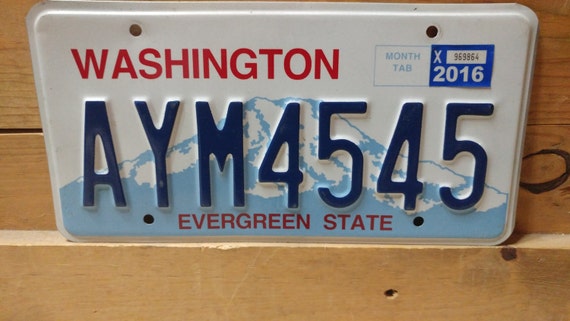 WASHINGTON
MONTH
TAB
X 969864
2016
AYM4545
EVERGREEN STATE